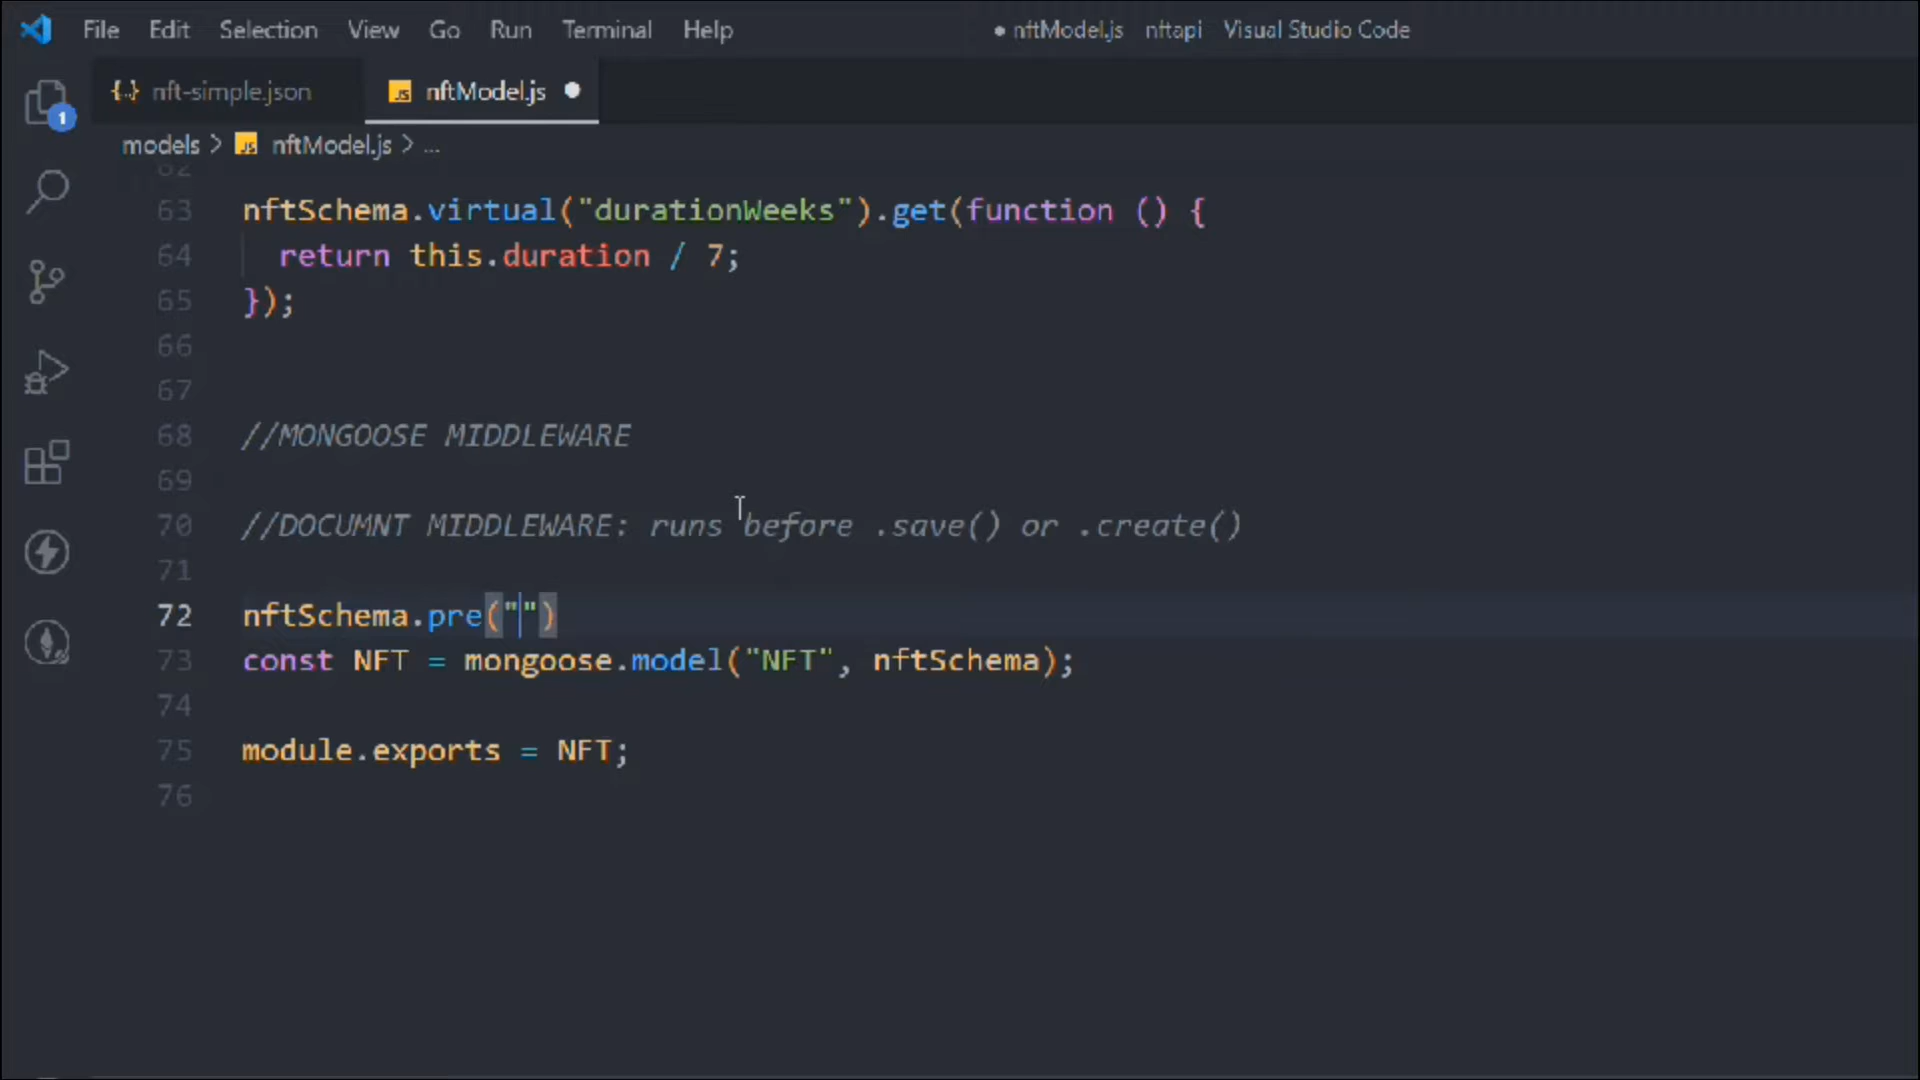 File Edit Selection View Go Run Terminal Help ● nftModel.js nftapi Visual Studio Code
{..} nft-simple.json JS nftModel.js ●
1
models > JS nftModel.js > ...
62
63 nftSchema.virtual("durationWeeks").get(function () {
64 return this.duration / 7;
65 });
66
67
68 //MONGOOSE MIDDLEWARE
69
70 //DOCUMNT MIDDLEWARE: runs before .save() or .create()
71
72 nftSchema.pre("")
73 const NFT = mongoose.model("NFT", nftSchema);
74
75 module.exports = NFT;
76